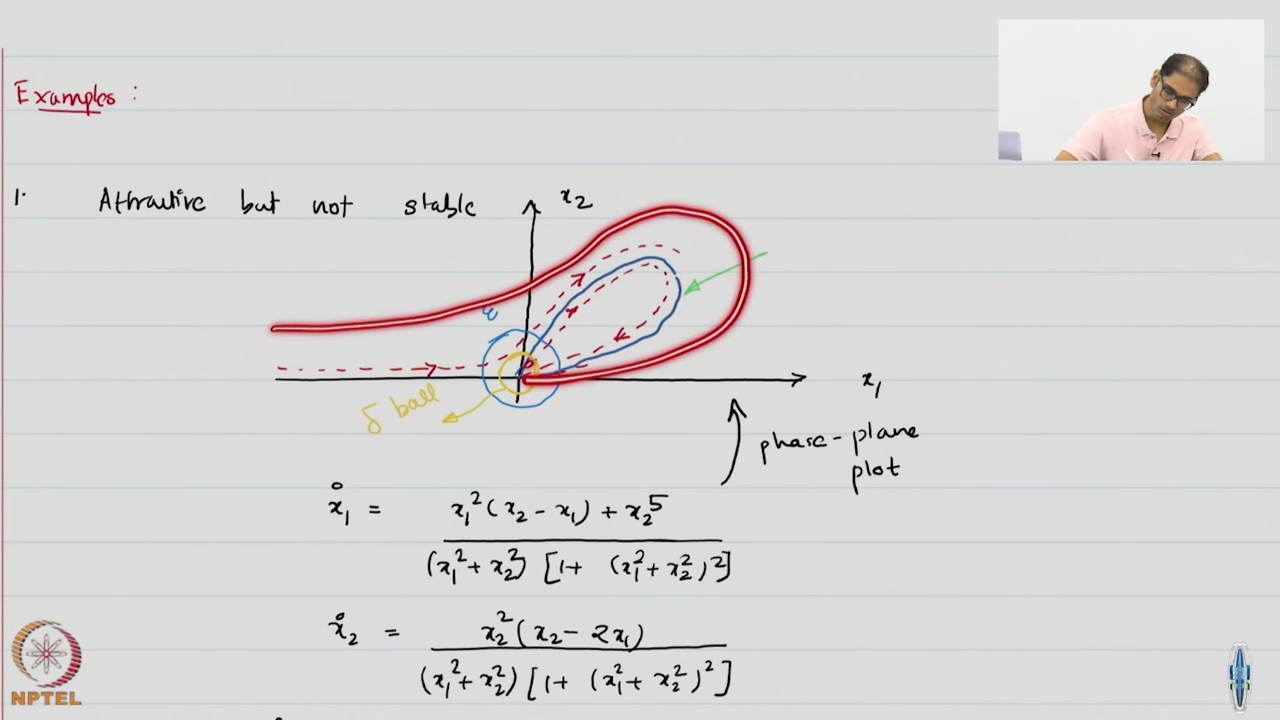 Examples :
1. Attractive but not stable
x₂
ε
δ ball
x₁
phase-plane
plot
ẋ₁ = x₁²(x₂ - x₁) + x₂⁵
(x₁² + x₂²) [1 + (x₁² + x₂²)²]
ẋ₂ = x₂²(x₂ - 2x₁)
(x₁² + x₂²) [1 + (x₁² + x₂²)²]
NPTEL